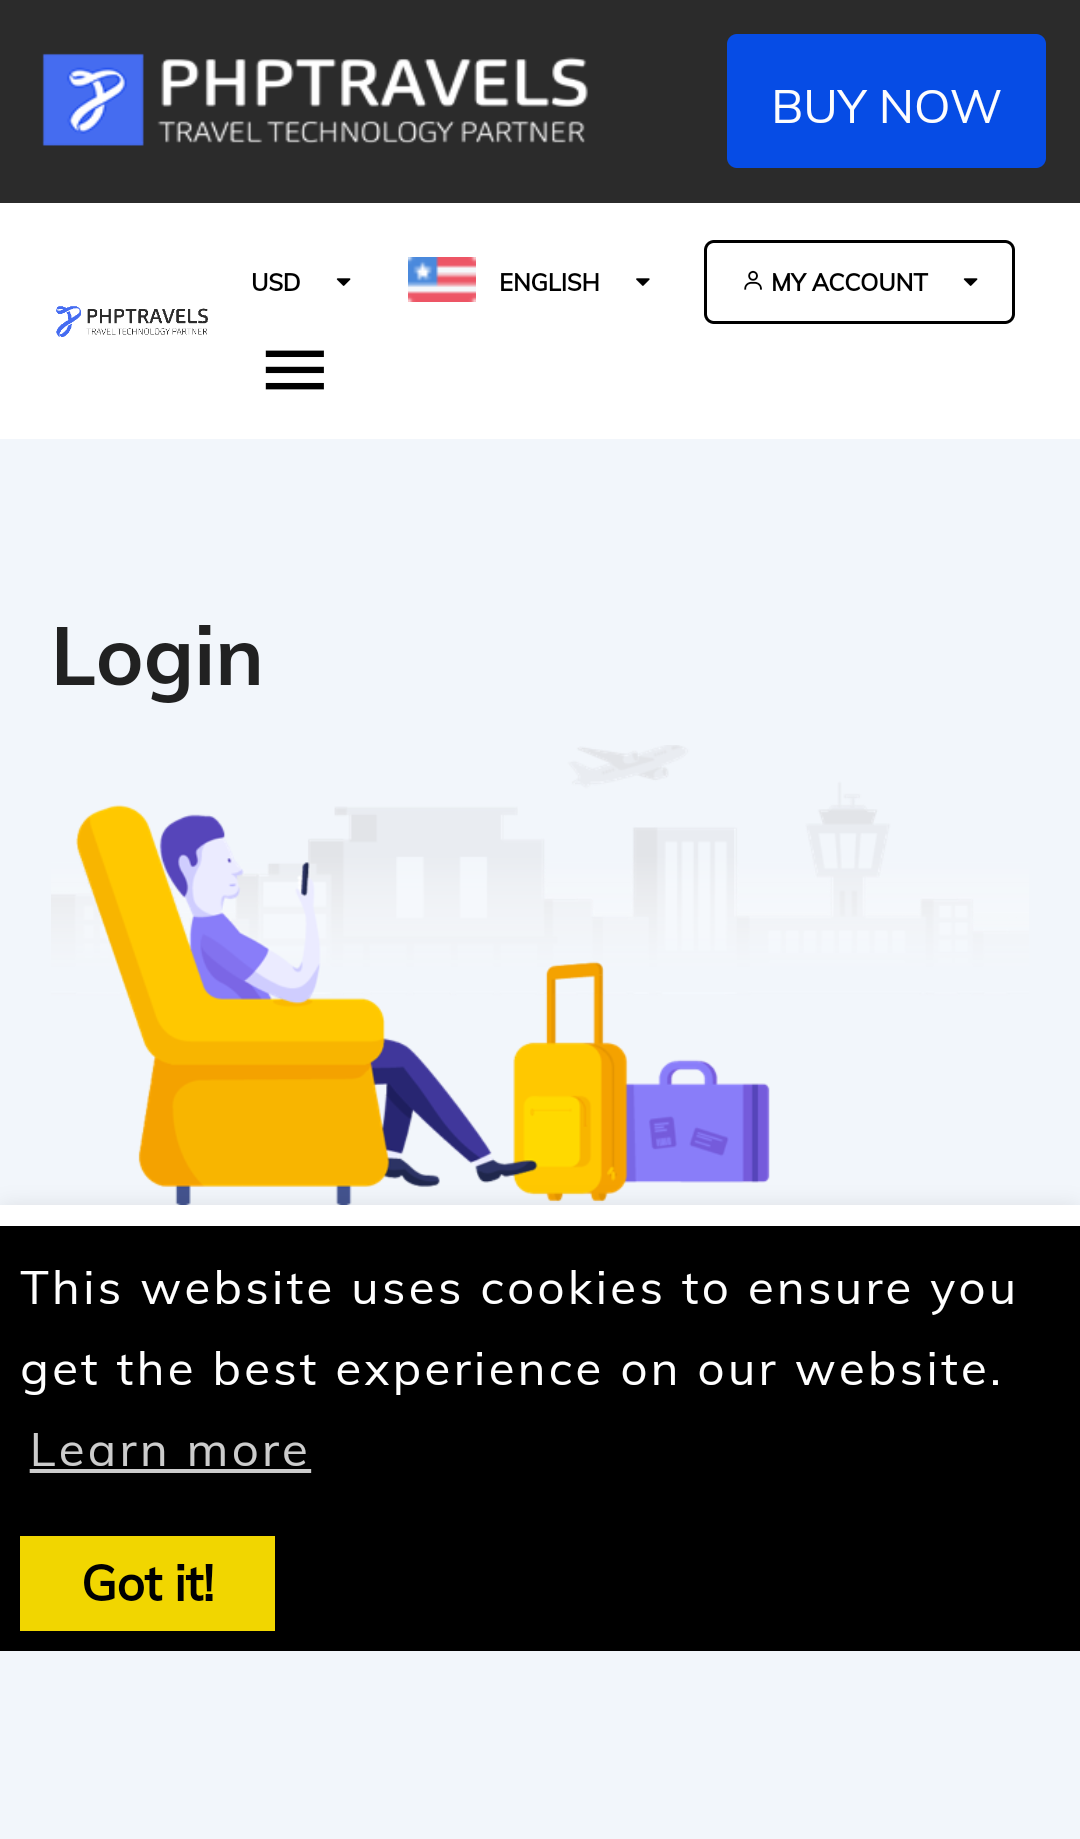 PHPTRAVELS
TRAVEL TECHNOLOGY PARTNER
BUY NOW
USD
ENGLISH
MY ACCOUNT
PHPTRAVELS
TRAVEL TECHNOLOGY PARTNER
Login
This website uses cookies to ensure you
get the best experience on our website.
Learn more
Got it!